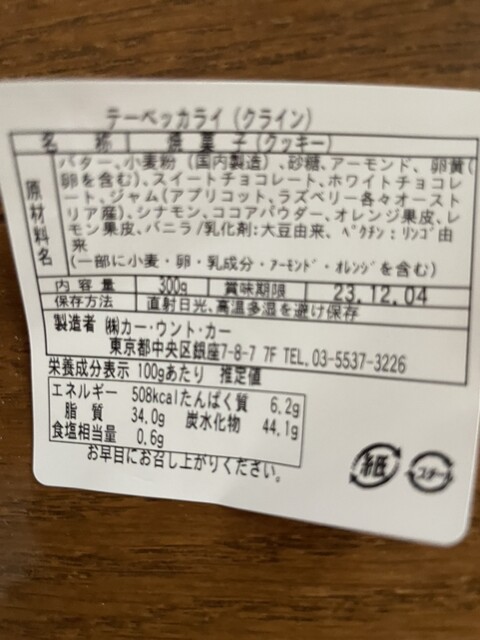 テーベッカライ（クライン）
名称 焼菓子（クッキー）
原材料名
バター、小麦粉（国内製造）、砂糖、アーモンド、卵黄（
卵を含む）、スイートチョコレート、ホワイトチョコレ
ート、ジャム（アプリコット、ラズベリー各々オースト
リア産）、シナモン、ココアパウダー、オレンジ果皮、レ
モン果皮、バニラ/乳化剤：大豆由来、ペクチン：リンゴ由
来
（一部に小麦・卵・乳成分・アーモンド・オレンジを含む）
内容量 300g 賞味期限 23.12.04
保存方法 直射日光、高温多湿を避け保存
製造者 ㈱カー・ウント・カー
東京都中央区銀座7-8-7 7F TEL.03-5537-3226
栄養成分表示 100gあたり 推定値
エネルギー 508kcal たんぱく質 6.2g
脂質 34.0g 炭水化物 44.1g
食塩相当量 0.6g
お早目にお召し上がりください。
紙